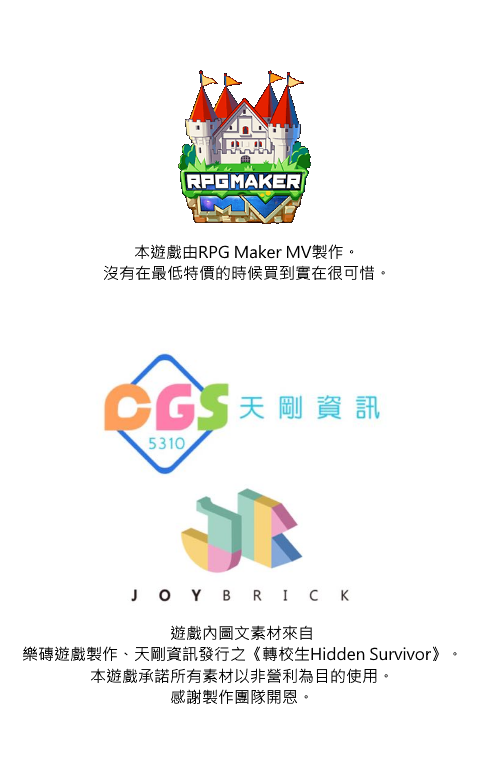 RPGMAKER
MV
本遊戲由RPG Maker MV製作。
沒有在最低特價的時候買到實在很可惜。
CGS 天剛資訊
5310
JR
JOYBRICK
遊戲內圖文素材來自
樂磚遊戲製作、天剛資訊發行之《轉校生Hidden Survivor》。
本遊戲承諾所有素材以非營利為目的使用。
感謝製作團隊開恩。